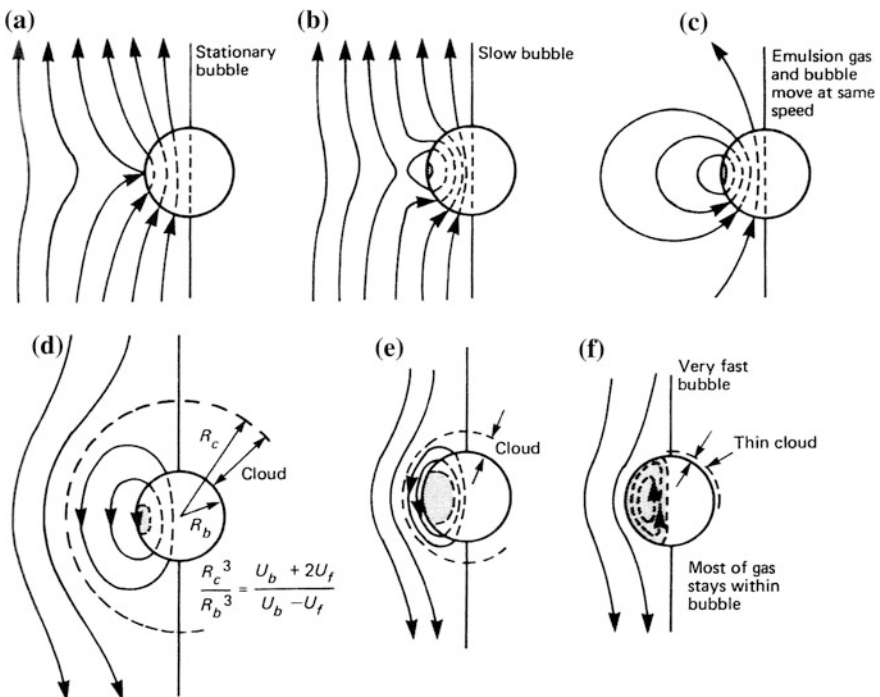 (a)
Stationary
bubble
(b)
Slow bubble
(c)
Emulsion gas
and bubble
move at same
speed
(d)
R_c
Cloud
R_b
R_c^3 / R_b^3 = (U_b + 2U_f) / (U_b − U_f)
(e)
Cloud
(f)
Very fast
bubble
Thin cloud
Most of gas
stays within
bubble